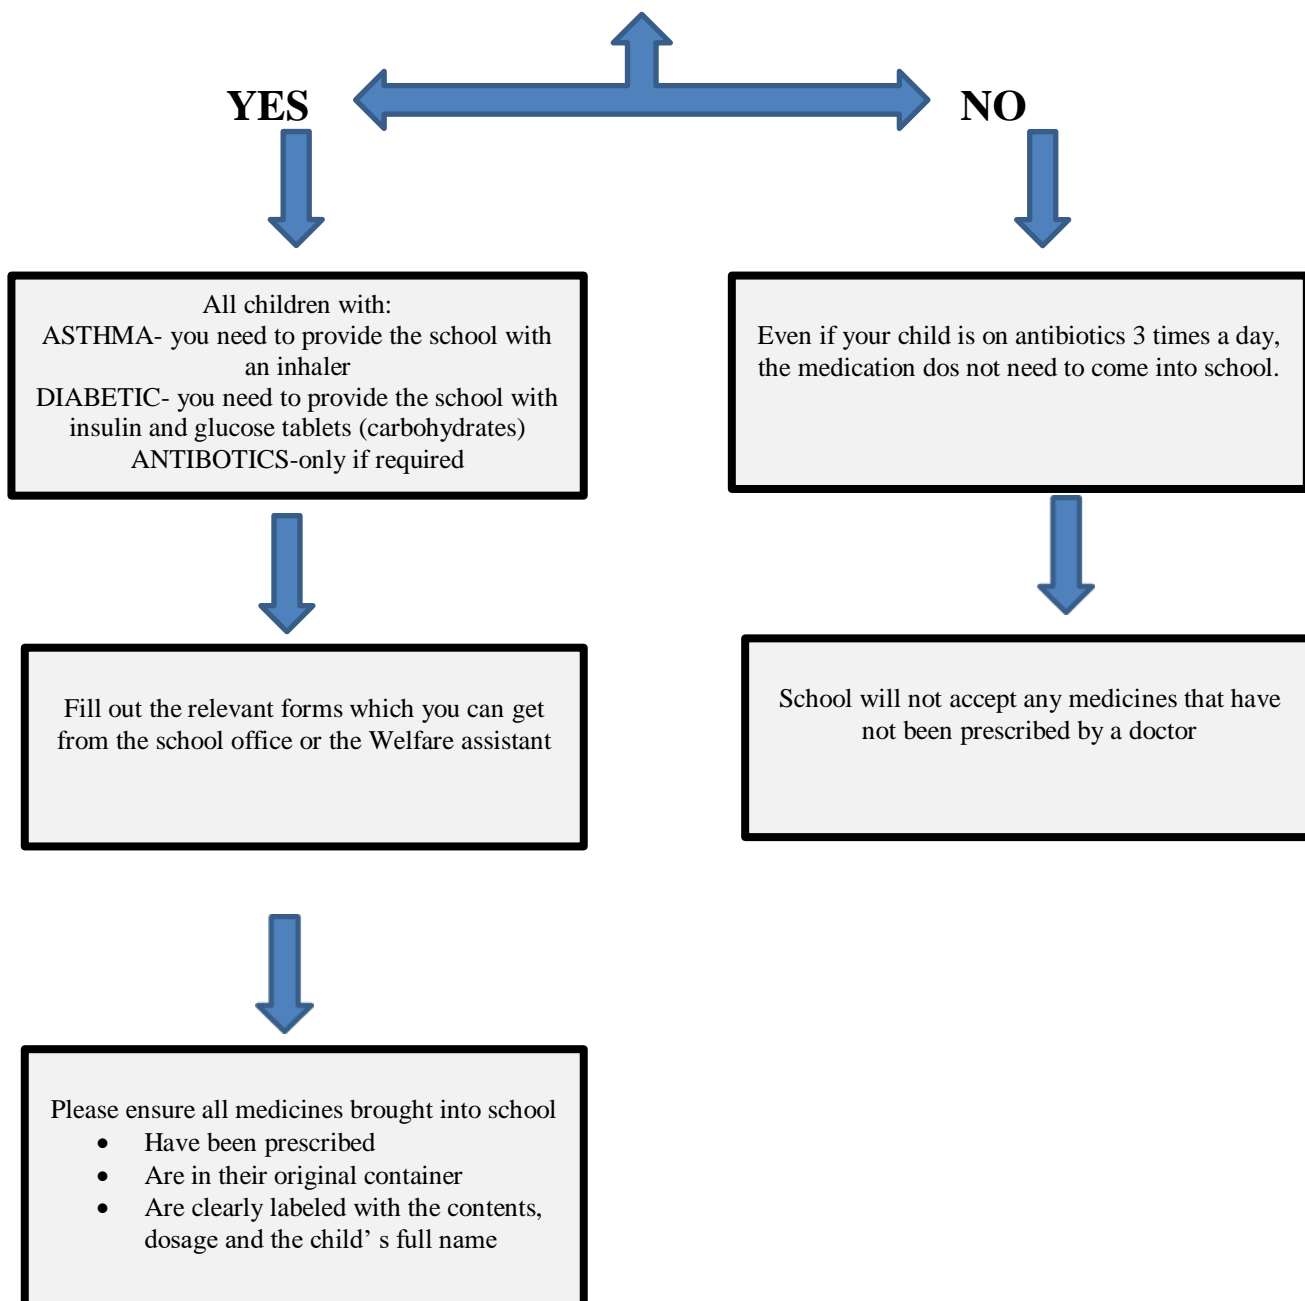 YES
NO
All children with:
ASTHMA- you need to provide the school with
an inhaler
DIABETIC- you need to provide the school with
insulin and glucose tablets (carbohydrates)
ANTIBOTICS-only if required
Even if your child is on antibiotics 3 times a day,
the medication dos not need to come into school.
Fill out the relevant forms which you can get
from the school office or the Welfare assistant
School will not accept any medicines that have
not been prescribed by a doctor
Please ensure all medicines brought into school
• Have been prescribed
• Are in their original container
• Are clearly labeled with the contents,
dosage and the child’ s full name